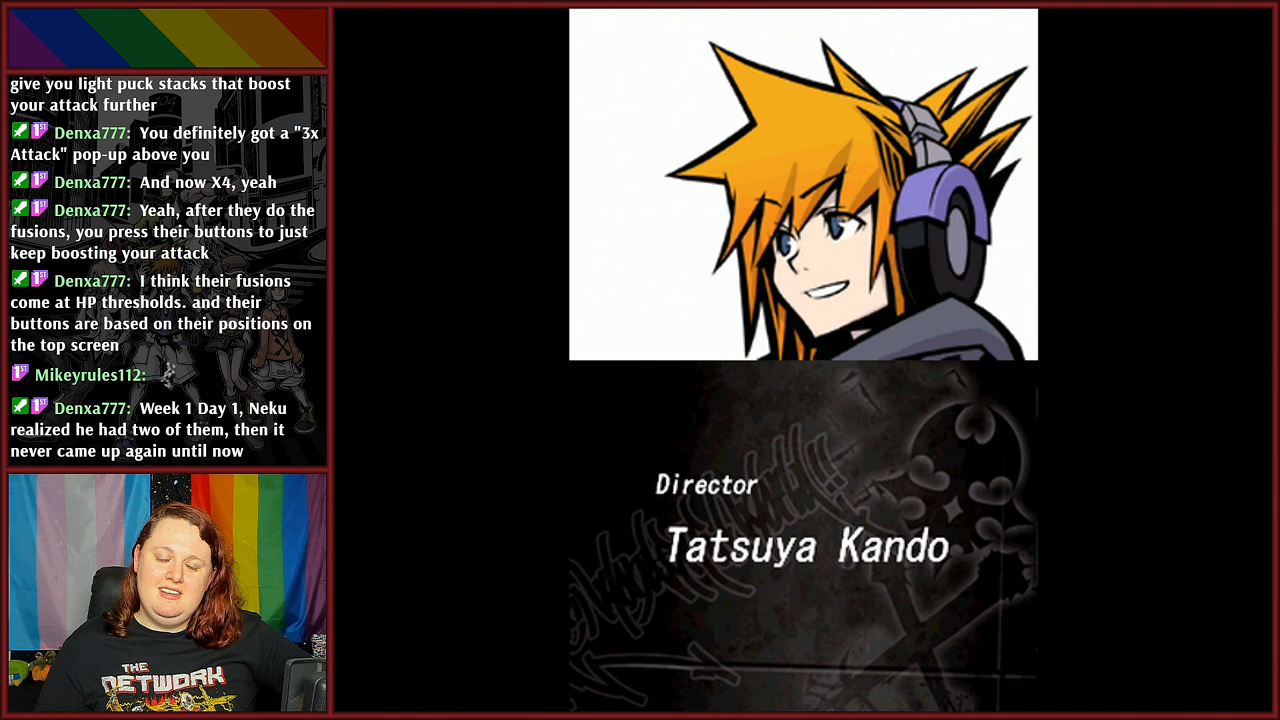 give you light puck stacks that boost
your attack further
Denxa777: You definitely got a "3x
Attack" pop-up above you
Denxa777: And now X4, yeah
Denxa777: Yeah, after they do the
fusions, you press their buttons to just
keep boosting your attack
Denxa777: I think their fusions
come at HP thresholds. and their
buttons are based on their positions on
the top screen
Mikeyrules112:
Denxa777: Week 1 Day 1, Neku
realized he had two of them, then it
never came up again until now
Director
Tatsuya Kando
THE
NETWORK